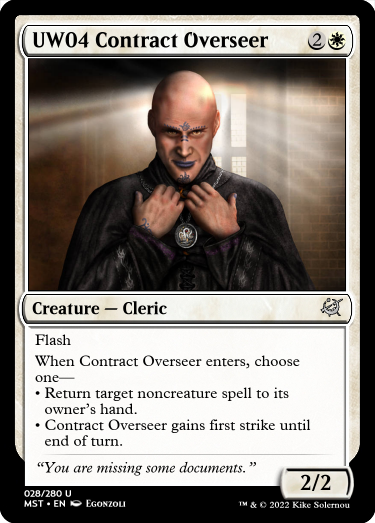 UW04 Contract Overseer 2
Creature — Cleric
Flash
When Contract Overseer enters, choose
one—
• Return target noncreature spell to its
owner's hand.
• Contract Overseer gains first strike until
end of turn.
"You are missing some documents."
2/2
028/280 U
MST • EN Egonzoli
™ & © 2022 Kike Solernou